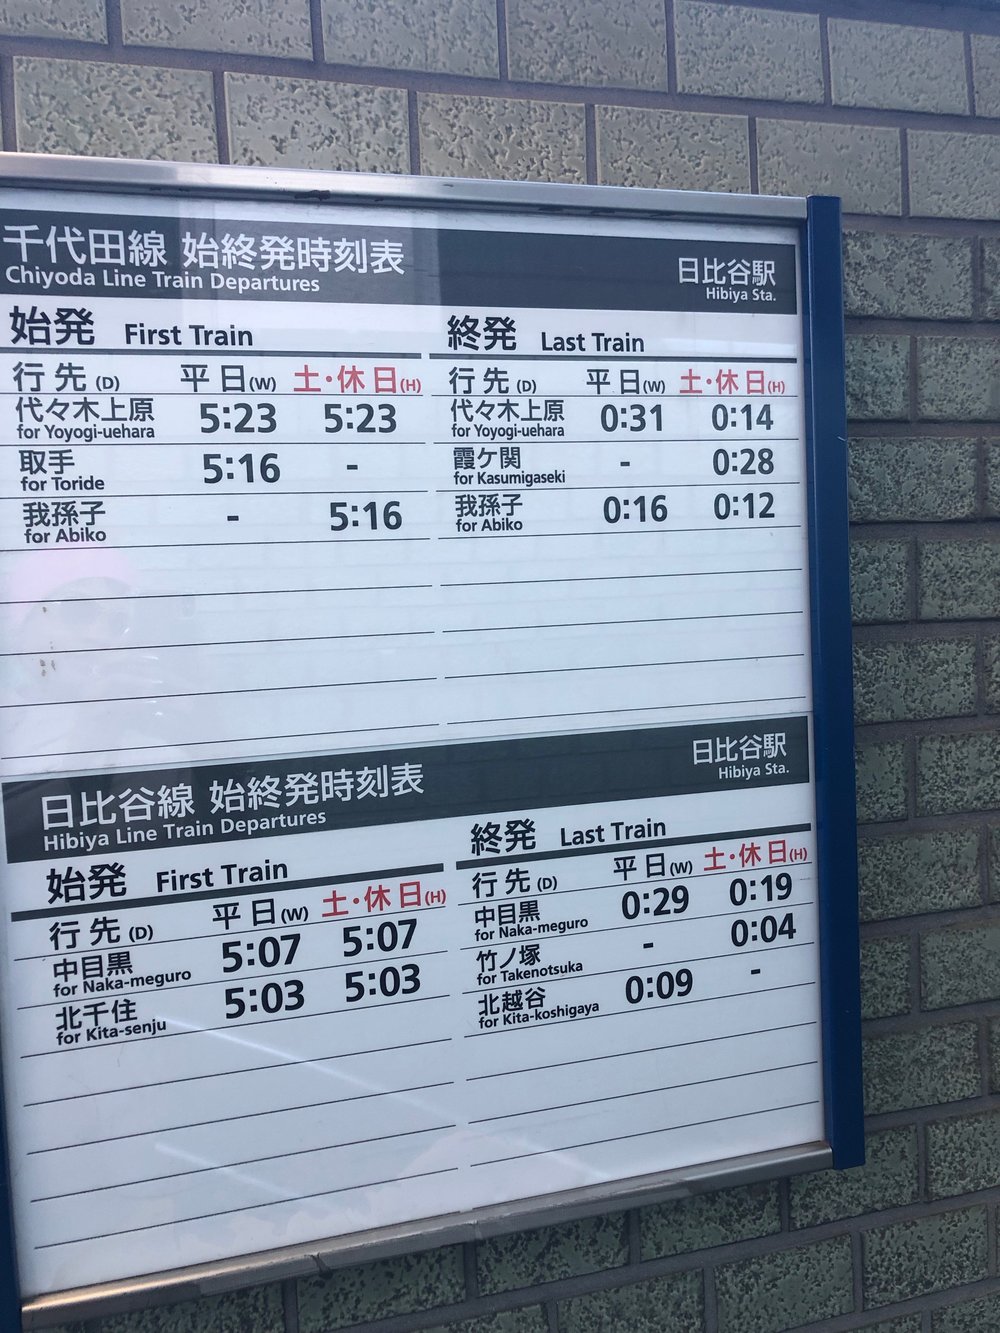 千代田線 始終発時刻表
Chiyoda Line Train Departures
日比谷駅
Hibiya Sta.
始発 First Train
行先(D) 平日(W) 土・休日(H)
代々木上原 5:23 5:23
for Yoyogi-uehara
取手 5:16 -
for Toride
我孫子 - 5:16
for Abiko
終発 Last Train
行先(D) 平日(W) 土・休日(H)
代々木上原 0:31 0:14
for Yoyogi-uehara
霞ケ関 - 0:28
for Kasumigaseki
我孫子 0:16 0:12
for Abiko
日比谷線 始終発時刻表
Hibiya Line Train Departures
日比谷駅
Hibiya Sta.
始発 First Train
行先(D) 平日(W) 土・休日(H)
中目黒 5:07 5:07
for Naka-meguro
北千住 5:03 5:03
for Kita-senju
終発 Last Train
行先(D) 平日(W) 土・休日(H)
中目黒 0:29 0:19
for Naka-meguro
竹ノ塚 - 0:04
for Takenotsuka
北越谷 0:09 -
for Kita-koshigaya